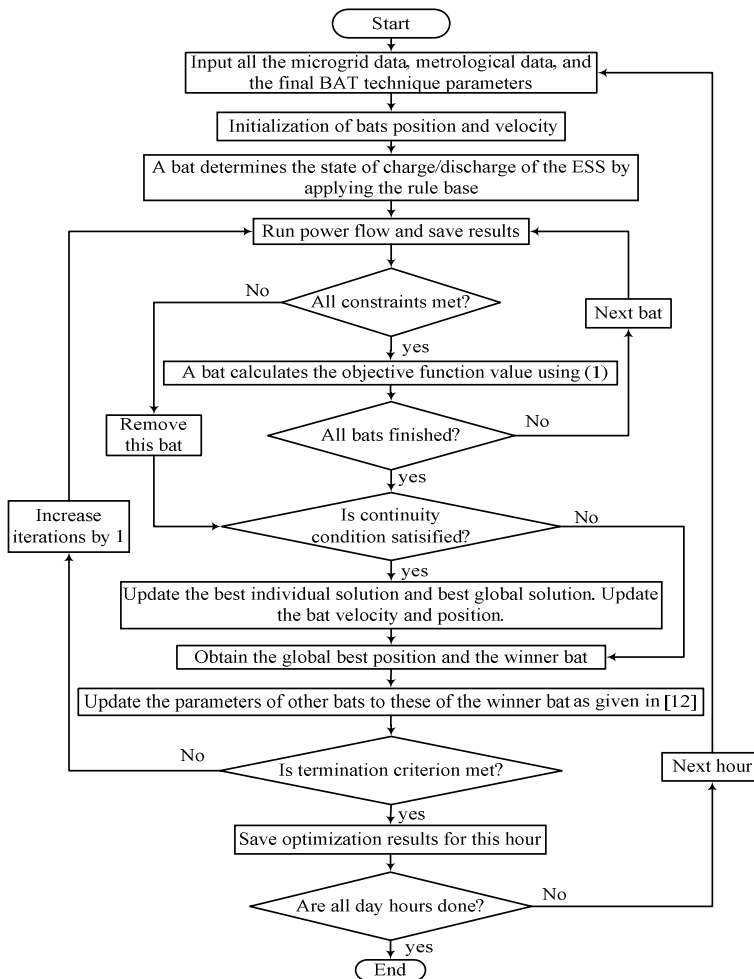 Start
Input all the microgrid data, metrological data, and
the final BAT technique parameters
Initialization of bats position and velocity
A bat determines the state of charge/discharge of the ESS by
applying the rule base
Run power flow and save results
No
All constraints met?
Next bat
yes
A bat calculates the objective function value using (1)
Remove
this bat
All bats finished?
No
yes
Increase
iterations by 1
Is continuity
condition satisified?
No
yes
Update the best individual solution and best global solution. Update
the bat velocity and position.
Obtain the global best position and the winner bat
Update the parameters of other bats to these of the winner bat as given in [12]
No
Is termination criterion met?
Next hour
yes
Save optimization results for this hour
Are all day hours done?
No
yes
End